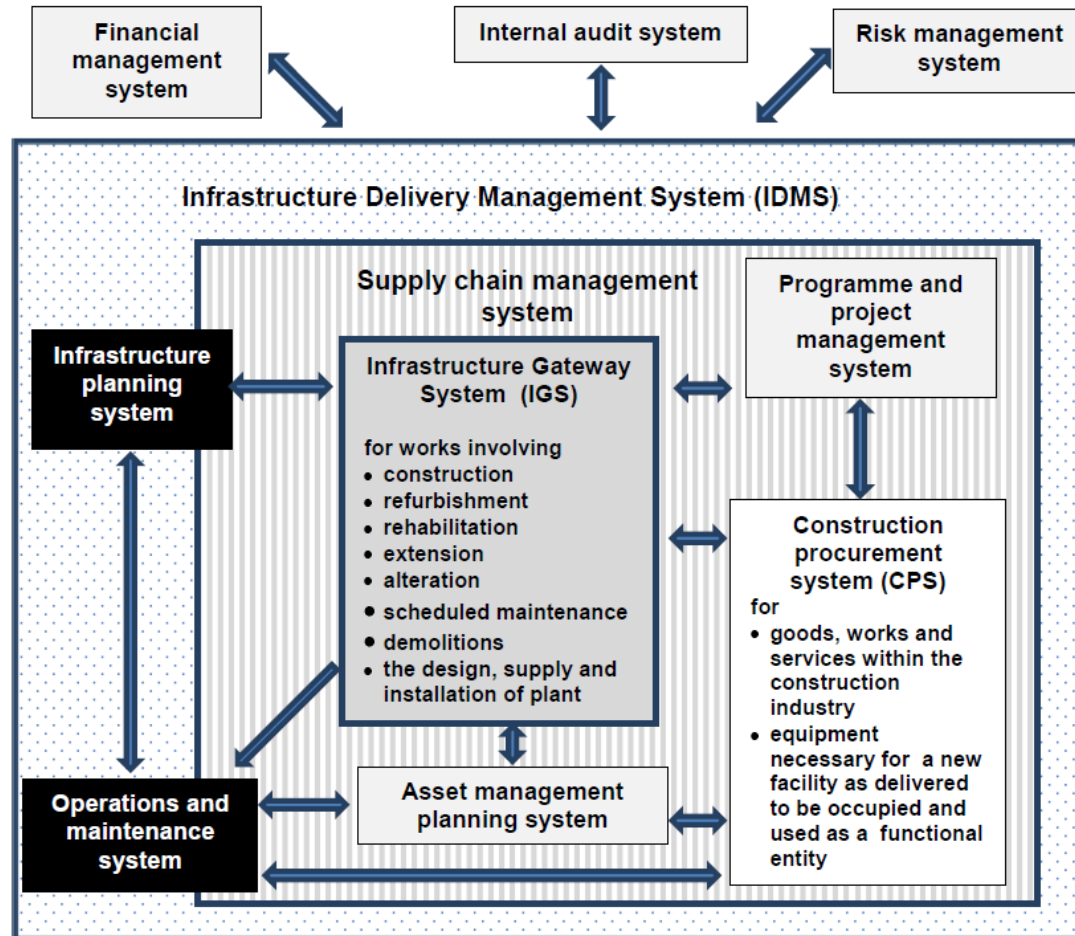 Financial
management
system
Internal audit system
Risk management
system
Infrastructure Delivery Management System (IDMS)
Supply chain management
system
Programme and
project
management
system
Infrastructure
planning
system
Infrastructure Gateway
System (IGS)
for works involving
• construction
• refurbishment
• rehabilitation
• extension
• alteration
• scheduled maintenance
• demolitions
• the design, supply and
installation of plant
Construction
procurement
system (CPS)
for
• goods, works and
services within the
construction
industry
• equipment
necessary for a new
facility as delivered
to be occupied and
used as a functional
entity
Operations and
maintenance
system
Asset management
planning system